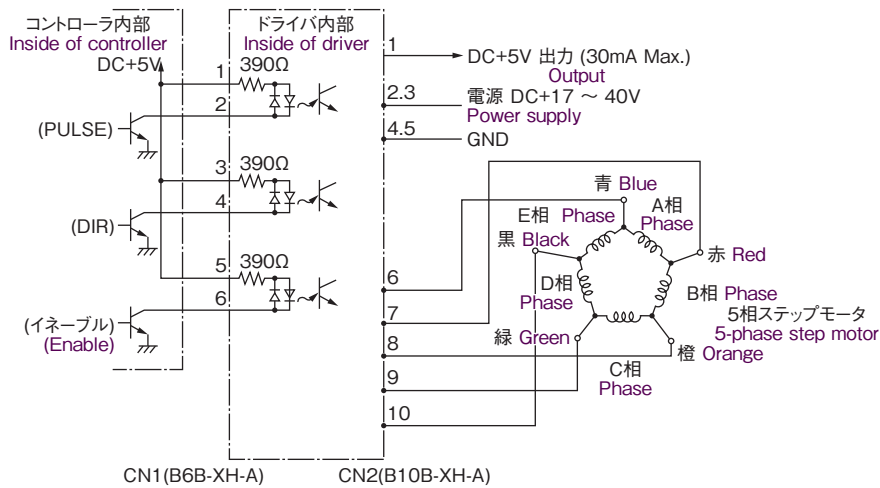 コントローラ内部
Inside of controller
DC+5V
ドライバ内部
Inside of driver
1
390Ω
2
(PULSE)
3
390Ω
4
(DIR)
5
390Ω
6
(イネーブル)
(Enable)
1
DC+5V 出力 (30mA Max.)
Output
2.3
電源 DC+17 ～ 40V
Power supply
4.5
GND
6
7
8
9
10
青 Blue
E相 Phase
A相
Phase
黒 Black
赤 Red
D相
Phase
B相 Phase
5相ステップモータ
5-phase step motor
緑 Green
橙 Orange
C相
Phase
CN1(B6B-XH-A)
CN2(B10B-XH-A)